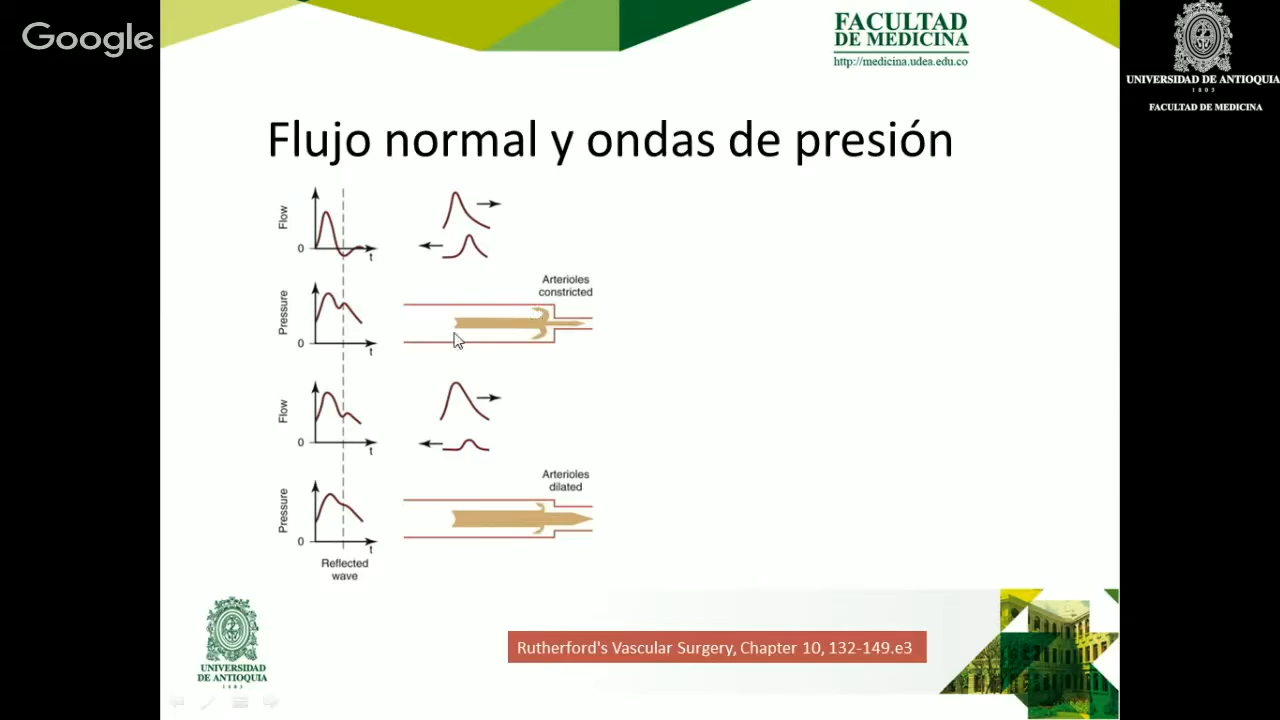 Google
FACULTAD
DE MEDICINA
http://medicina.udea.edu.co
UNIVERSIDAD DE ANTIOQUIA
1803
FACULTAD DE MEDICINA
Flujo normal y ondas de presión
Flow
0
t
Pressure
0
t
Arterioles
constricted
Flow
0
t
Pressure
0
t
Arterioles
dilated
Reflected
wave
Rutherford's Vascular Surgery, Chapter 10, 132-149.e3
UNIVERSIDAD
DE ANTIOQUIA
1803